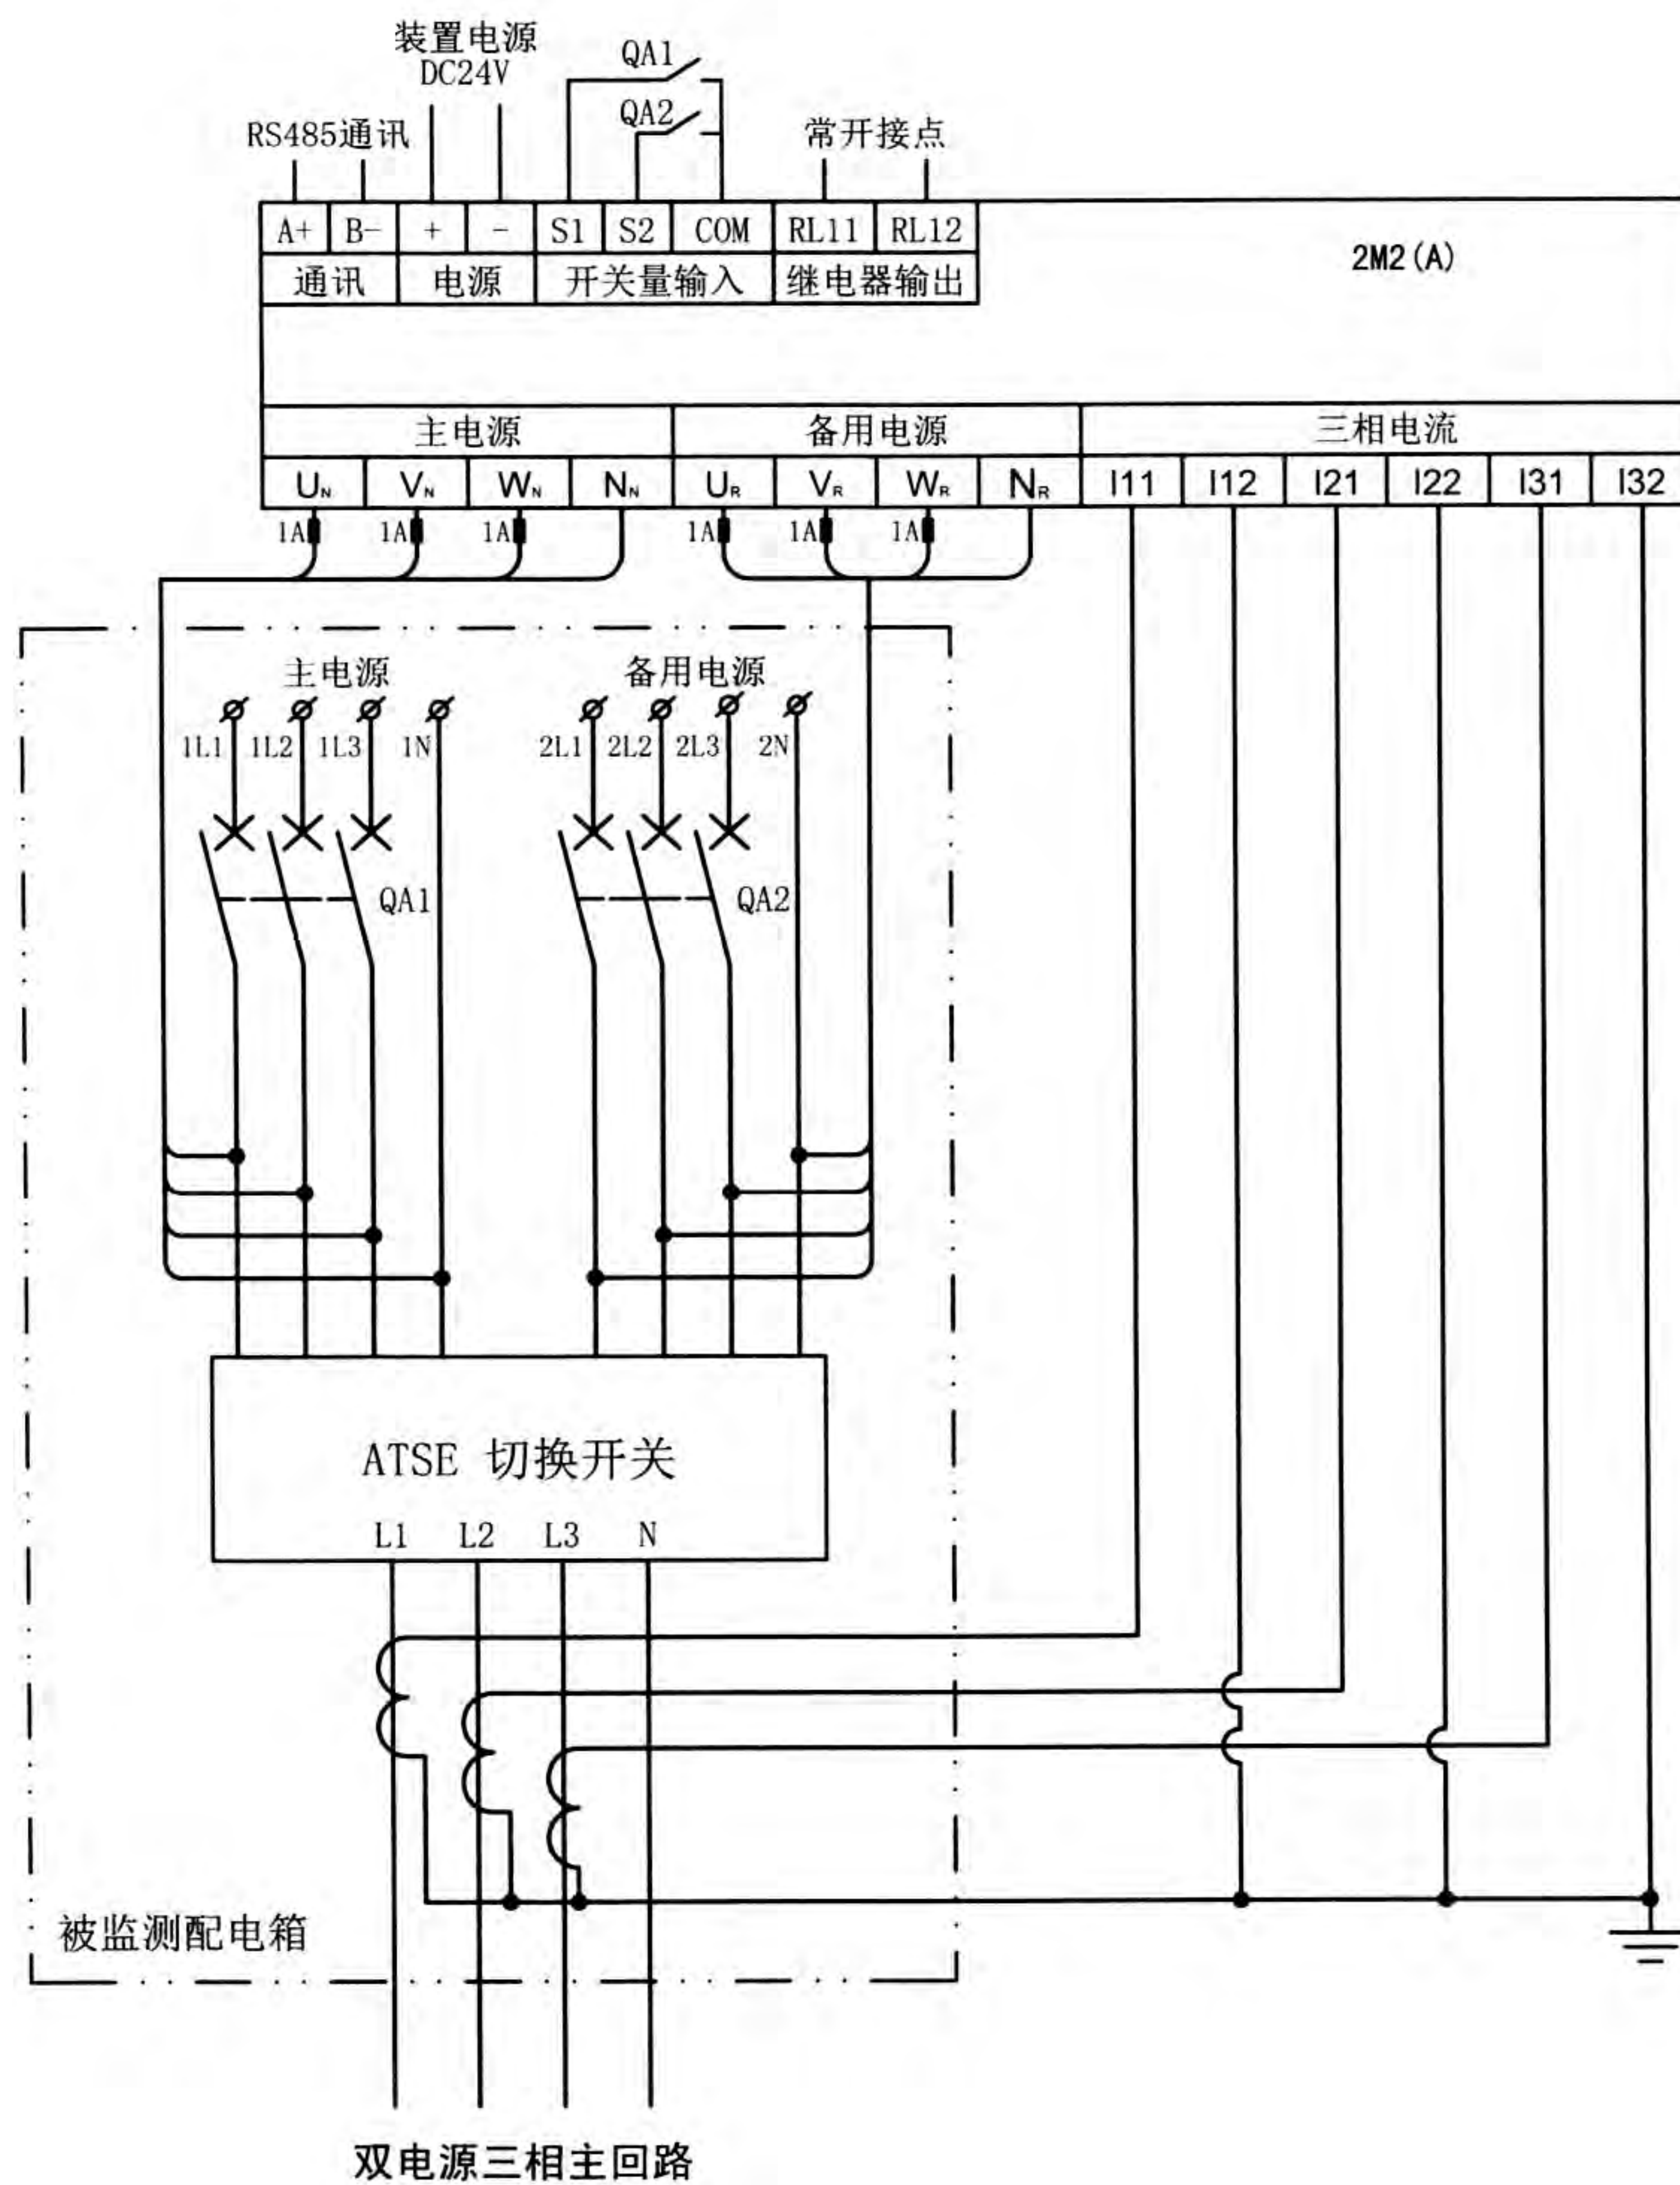 装置电源
DC24V
QA1
QA2
RS485通讯
常开接点
A+ B- + - S1 S2 COM RL11 RL12
通讯 电源 开关量输入 继电器输出
2M2(A)
主电源 备用电源 三相电流
UN VN WN NN UR VR WR NR I11 I12 I21 I22 I31 I32
1A 1A 1A 1A 1A 1A
主电源 备用电源
1L1 1L2 1L3 1N 2L1 2L2 2L3 2N
QA1 QA2
ATSE 切换开关
L1 L2 L3 N
被监测配电箱
双电源三相主回路